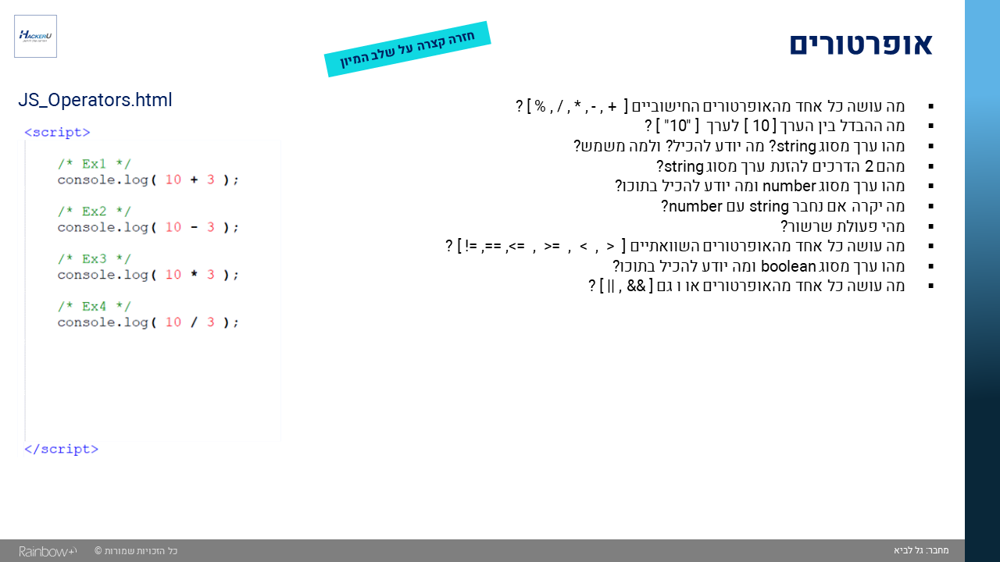 HACKERU
חזרה קצרה על שלב המיון
אופרטורים
מה עושה כל אחד מהאופרטורים החישוביים [ + , - , * , / , % ] ?
מה ההבדל בין הערך [ 10 ] לערך [ "10" ] ?
מהו ערך מסוג string? מה יודע להכיל? ולמה משמש?
מהם 2 הדרכים להזנת ערך מסוג string?
מהו ערך מסוג number ומה יודע להכיל בתוכו?
מה יקרה אם נחבר string עם number?
מהי פעולת שרשור?
מה עושה כל אחד מהאופרטורים השוואתיים [ < , > , <= , >=, ==, != ] ?
מהו ערך מסוג boolean ומה יודע להכיל בתוכו?
מה עושה כל אחד מהאופרטורים או ו גם [ && , || ] ?
JS_Operators.html
<script>
/* Ex1 */
console.log( 10 + 3 );
/* Ex2 */
console.log( 10 - 3 );
/* Ex3 */
console.log( 10 * 3 );
/* Ex4 */
console.log( 10 / 3 );
</script>
מחבר: גל לביא
כל הזכויות שמורות ©
Rainbow+)